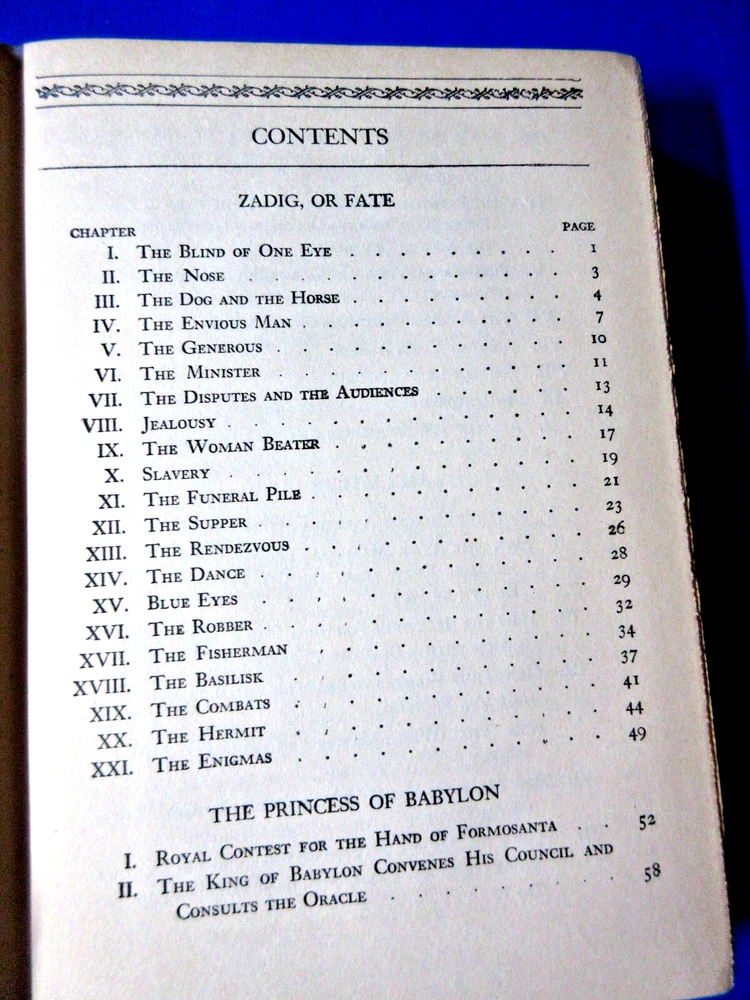 CONTENTS
ZADIG, OR FATE
CHAPTER PAGE
I. THE BLIND OF ONE EYE . . . . . . . . . 1
II. THE NOSE . . . . . . . . . . . . 3
III. THE DOG AND THE HORSE . . . . . . . . 4
IV. THE ENVIOUS MAN . . . . . . . . . . 7
V. THE GENEROUS . . . . . . . . . . . 10
VI. THE MINISTER . . . . . . . . . . . 11
VII. THE DISPUTES AND THE AUDIENCES . . . . . . 13
VIII. JEALOUSY . . . . . . . . . . . . 14
IX. THE WOMAN BEATER . . . . . . . . . 17
X. SLAVERY . . . . . . . . . . . . 19
XI. THE FUNERAL PILE . . . . . . . . . 21
XII. THE SUPPER . . . . . . . . . . . 23
XIII. THE RENDEZVOUS . . . . . . . . . . 26
XIV. THE DANCE . . . . . . . . . . . 28
XV. BLUE EYES . . . . . . . . . . . 29
XVI. THE ROBBER . . . . . . . . . . . 32
XVII. THE FISHERMAN . . . . . . . . . . 34
XVIII. THE BASILISK . . . . . . . . . . 37
XIX. THE COMBATS . . . . . . . . . . 41
XX. THE HERMIT . . . . . . . . . . . 44
XXI. THE ENIGMAS . . . . . . . . . . 49
THE PRINCESS OF BABYLON
I. ROYAL CONTEST FOR THE HAND OF FORMOSANTA . . 52
II. THE KING OF BABYLON CONVENES HIS COUNCIL AND
CONSULTS THE ORACLE . . . . . . . . 58